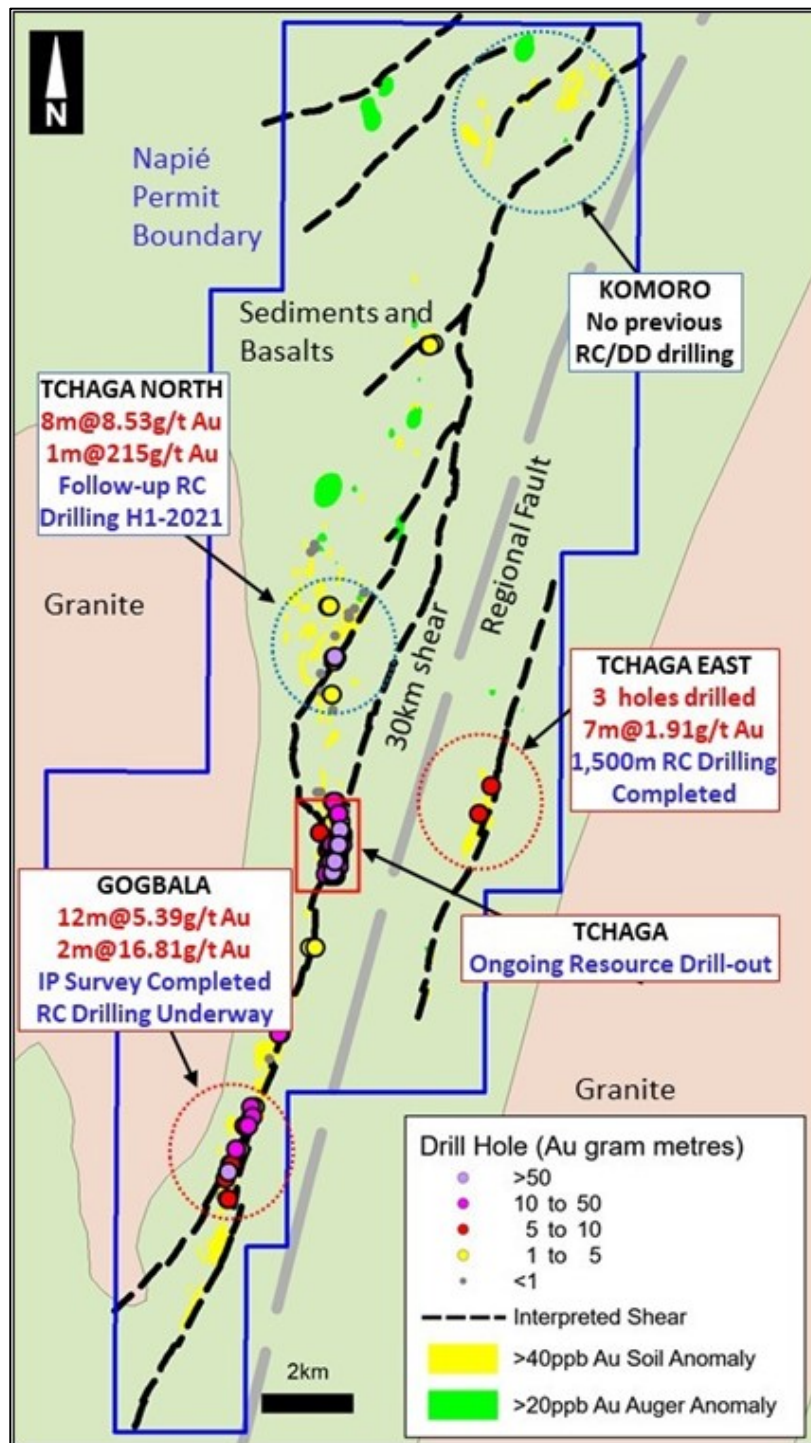 N
Napié
Permit
Boundary
KOMORO
No previous
RC/DD drilling
Sediments and
Basalts
TCHAGA NORTH
8m@8.53g/t Au
1m@215g/t Au
Follow-up RC
Drilling H1-2021
Granite
Regional Fault
30km shear
TCHAGA EAST
3 holes drilled
7m@1.91g/t Au
1,500m RC Drilling
Completed
GOGBALA
12m@5.39g/t Au
2m@16.81g/t Au
IP Survey Completed
RC Drilling Underway
TCHAGA
Ongoing Resource Drill-out
Granite
Drill Hole (Au gram metres)
>50
10 to 50
5 to 10
1 to 5
<1
Interpreted Shear
>40ppb Au Soil Anomaly
>20ppb Au Auger Anomaly
2km